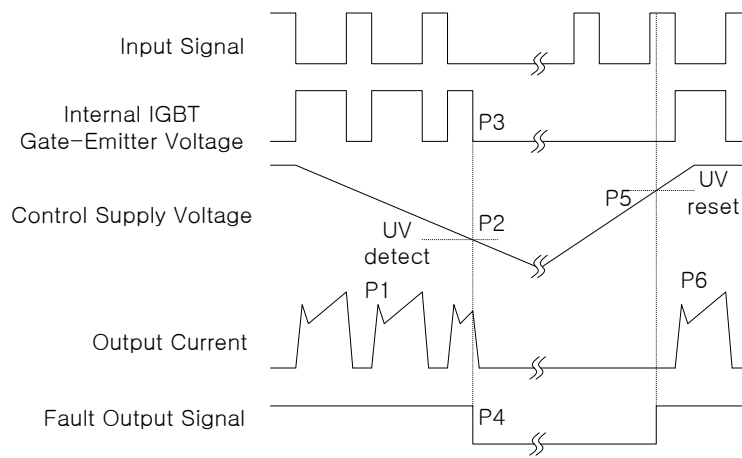 Input Signal
Internal IGBT
Gate-Emitter Voltage
P3
Control Supply Voltage
P2
UV
detect
P5
UV
reset
P1
P6
Output Current
Fault Output Signal
P4